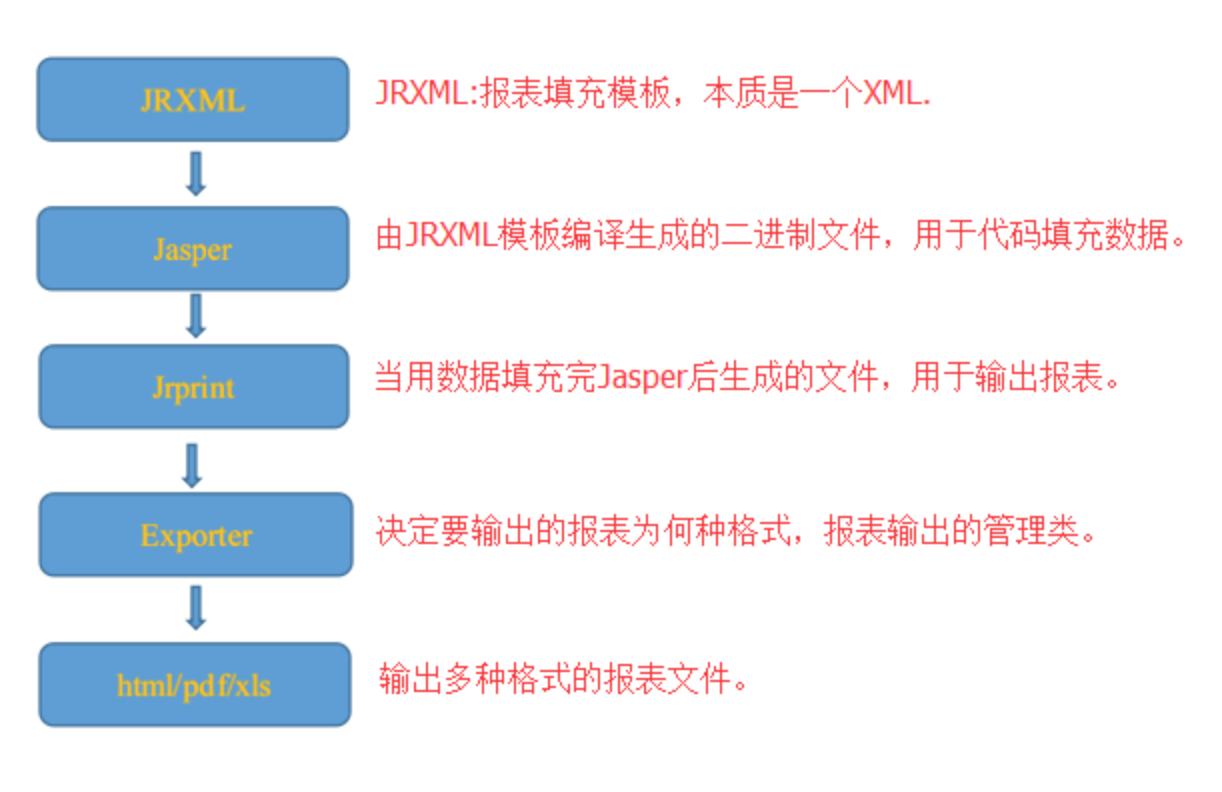 JRXML
JRXML:报表填充模板，本质是一个XML.
Jasper
由JRXML模板编译生成的二进制文件，用于代码填充数据。
Jrprint
当用数据填充完Jasper后生成的文件，用于输出报表。
Exporter
决定要输出的报表为何种格式，报表输出的管理类。
html/pdf/xls
输出多种格式的报表文件。